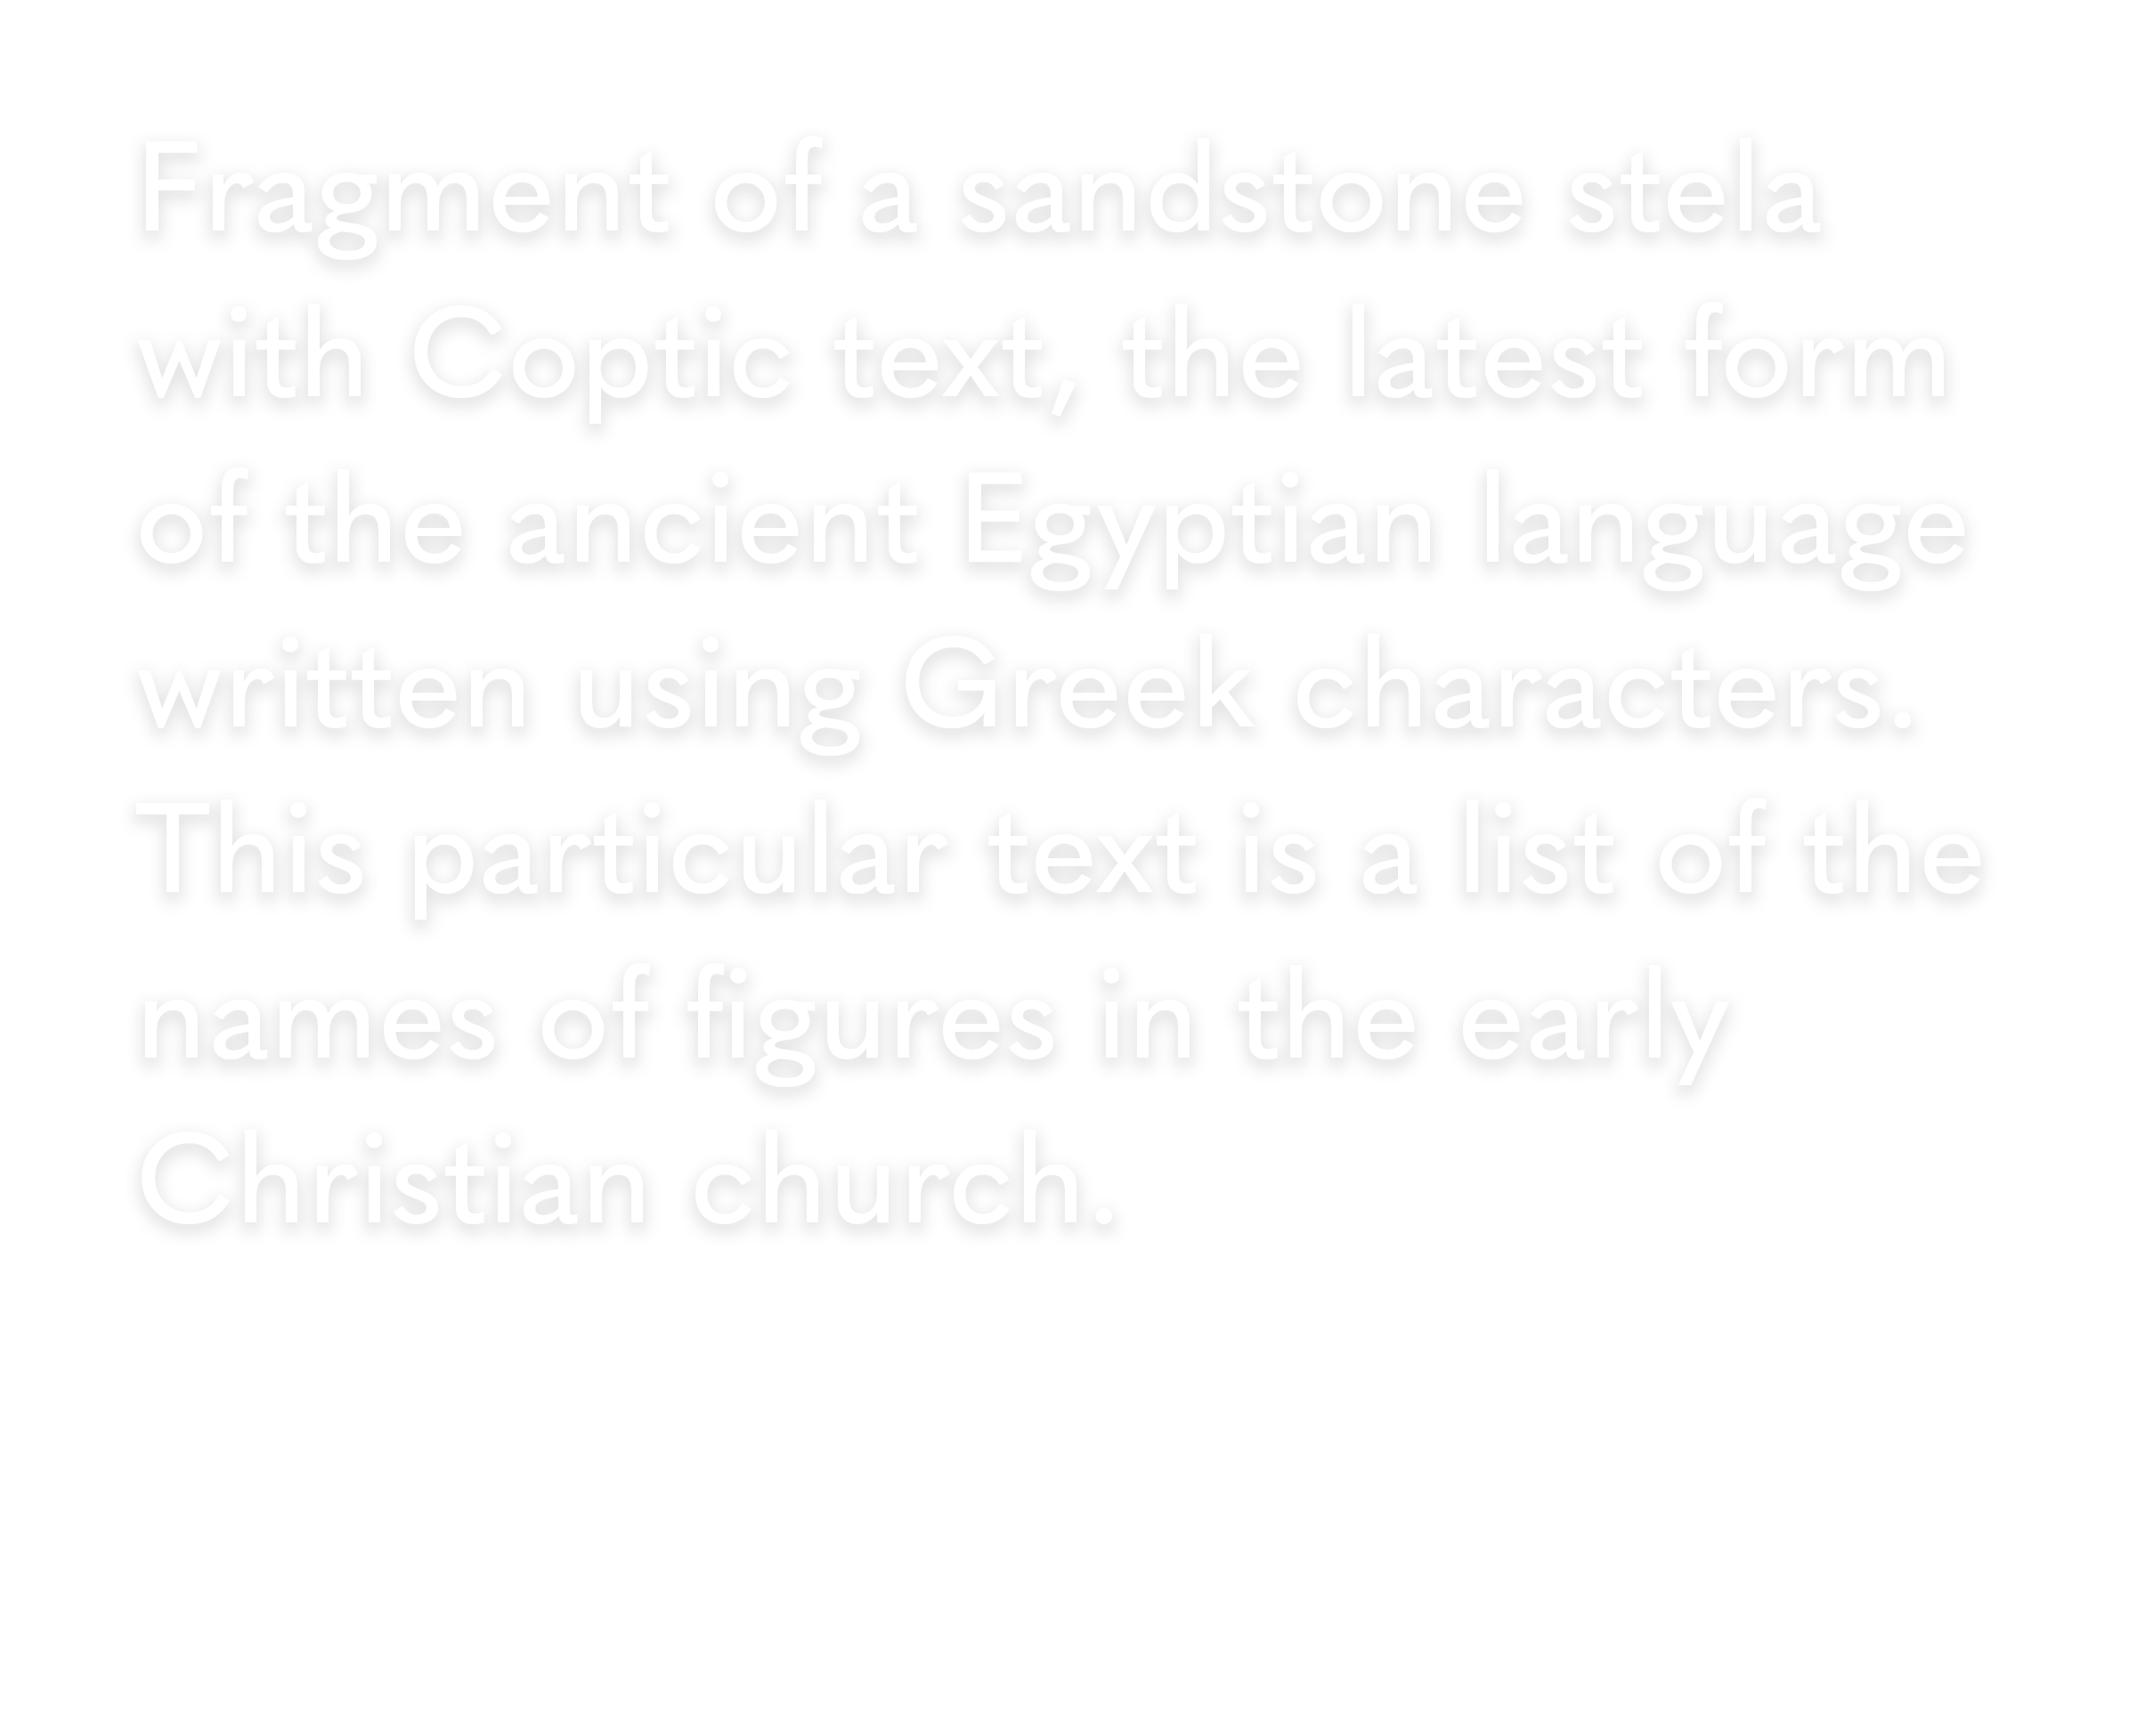 Fragment of a sandstone stela
with Coptic text, the latest form
of the ancient Egyptian language
written using Greek characters.
This particular text is a list of the
names of figures in the early
Christian church.